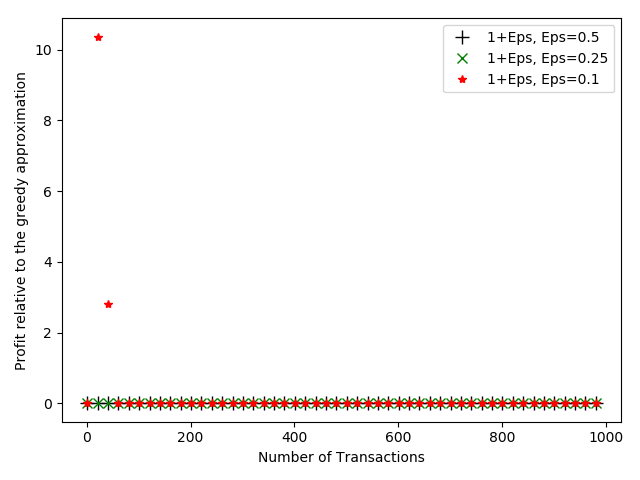 1+Eps, Eps=0.5
1+Eps, Eps=0.25
1+Eps, Eps=0.1
Profit relative to the greedy approximation
10
8
6
4
2
0
0 200 400 600 800 1000
Number of Transactions